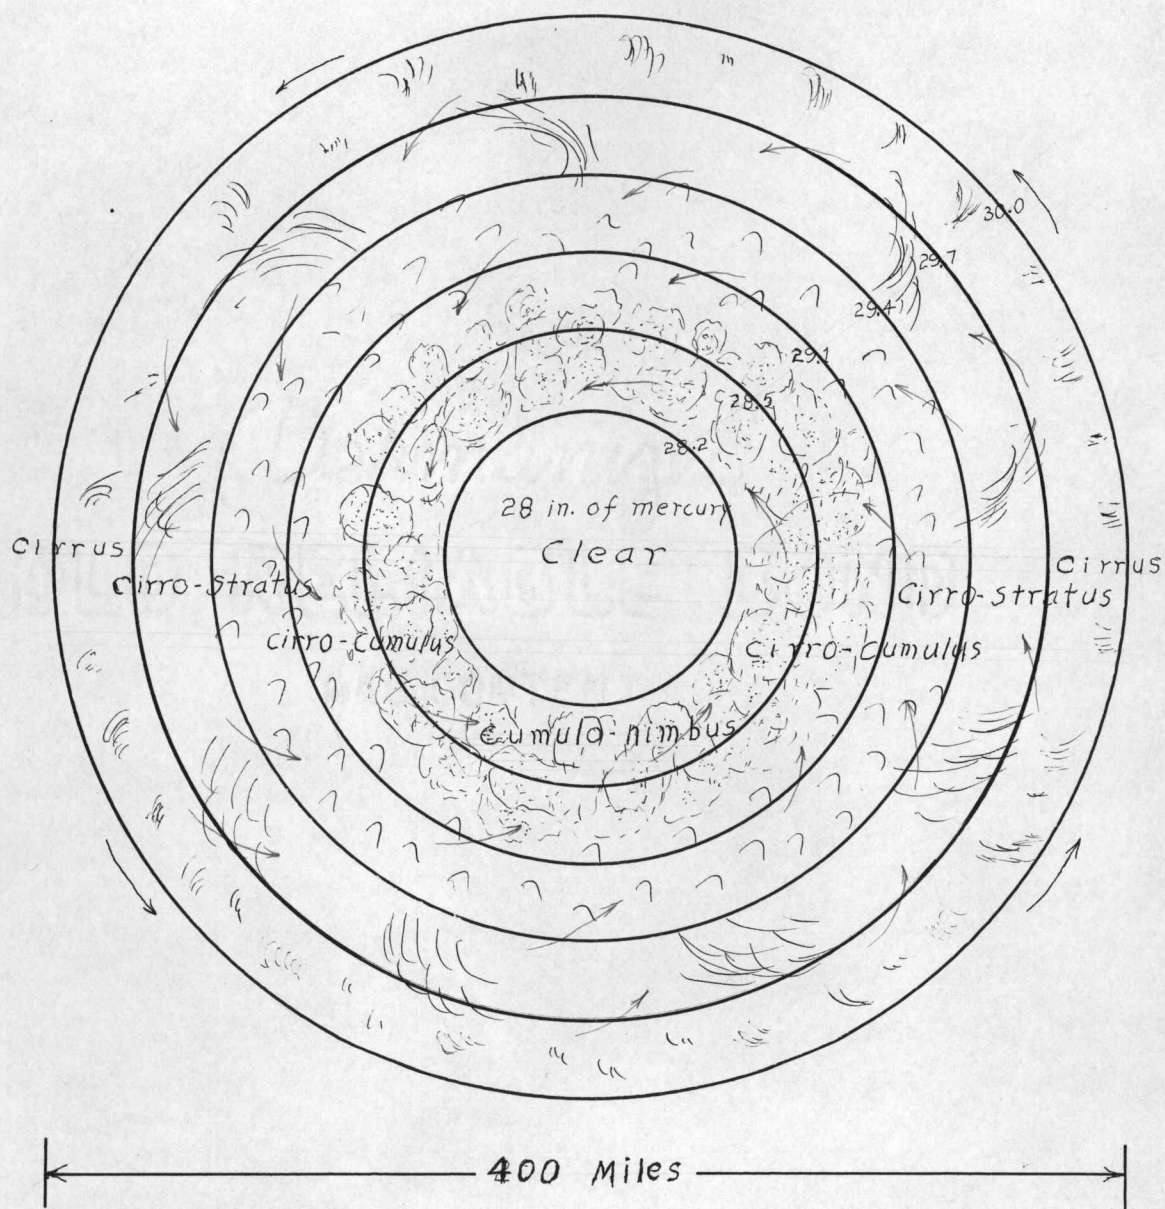 30.0
29.7
29.4
29.1
28.5
28.2
28 in. of mercury
Clear
Cirrus
Cirrus
Cirro-stratus
Cirro-stratus
Cirro-cumulus
Cirro-cumulus
Cumulo-nimbus
400 Miles